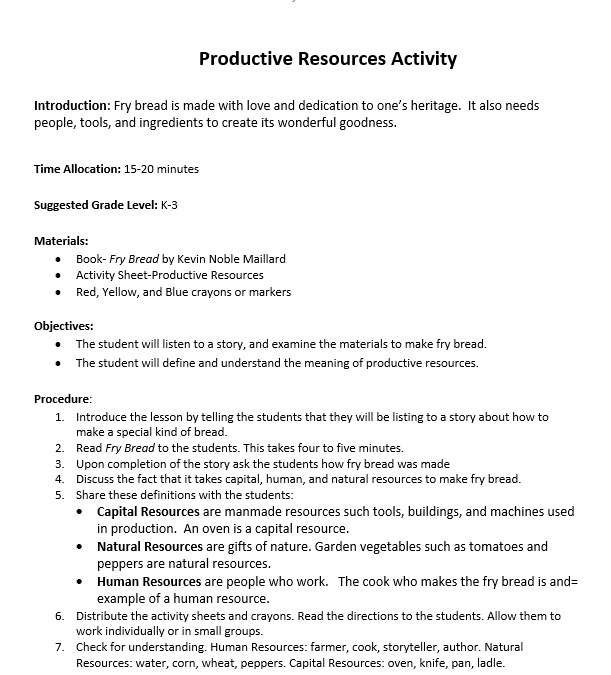 Productive Resources Activity
Introduction: Fry bread is made with love and dedication to one's heritage. It also needs
people, tools, and ingredients to create its wonderful goodness.
Time Allocation: 15-20 minutes
Suggested Grade Level: K-3
Materials:
• Book- Fry Bread by Kevin Noble Maillard
• Activity Sheet-Productive Resources
• Red, Yellow, and Blue crayons or markers
Objectives:
• The student will listen to a story, and examine the materials to make fry bread.
• The student will define and understand the meaning of productive resources.
Procedure:
1. Introduce the lesson by telling the students that they will be listing to a story about how to
make a special kind of bread.
2. Read Fry Bread to the students. This takes four to five minutes.
3. Upon completion of the story ask the students how fry bread was made
4. Discuss the fact that it takes capital, human, and natural resources to make fry bread.
5. Share these definitions with the students:
• Capital Resources are manmade resources such tools, buildings, and machines used
in production. An oven is a capital resource.
• Natural Resources are gifts of nature. Garden vegetables such as tomatoes and
peppers are natural resources.
• Human Resources are people who work. The cook who makes the fry bread is and=
example of a human resource.
6. Distribute the activity sheets and crayons. Read the directions to the students. Allow them to
work individually or in small groups.
7. Check for understanding. Human Resources: farmer, cook, storyteller, author. Natural
Resources: water, corn, wheat, peppers. Capital Resources: oven, knife, pan, ladle.